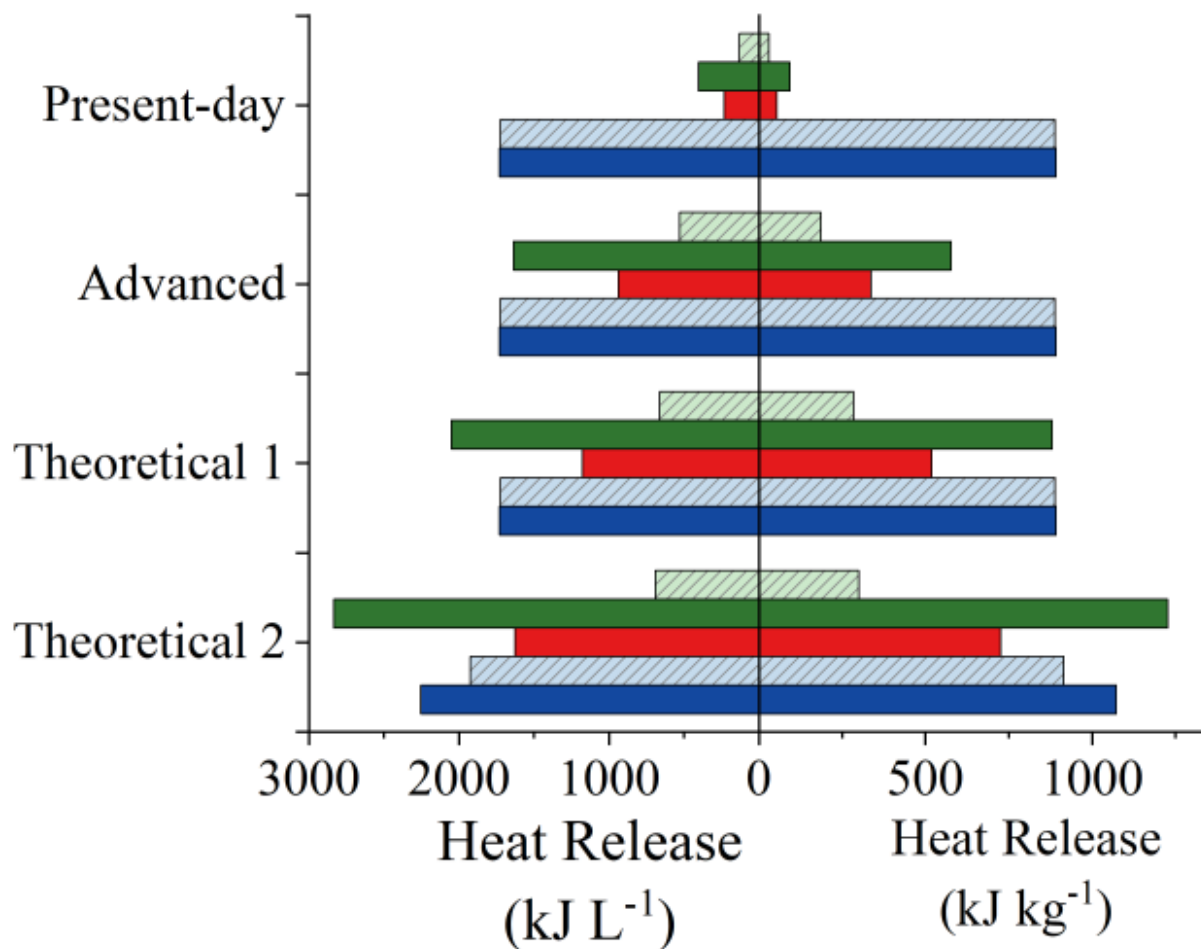 Present-day
Advanced
Theoretical 1
Theoretical 2
3000 2000 1000 0 500 1000
Heat Release
(kJ L⁻¹)
Heat Release
(kJ kg⁻¹)